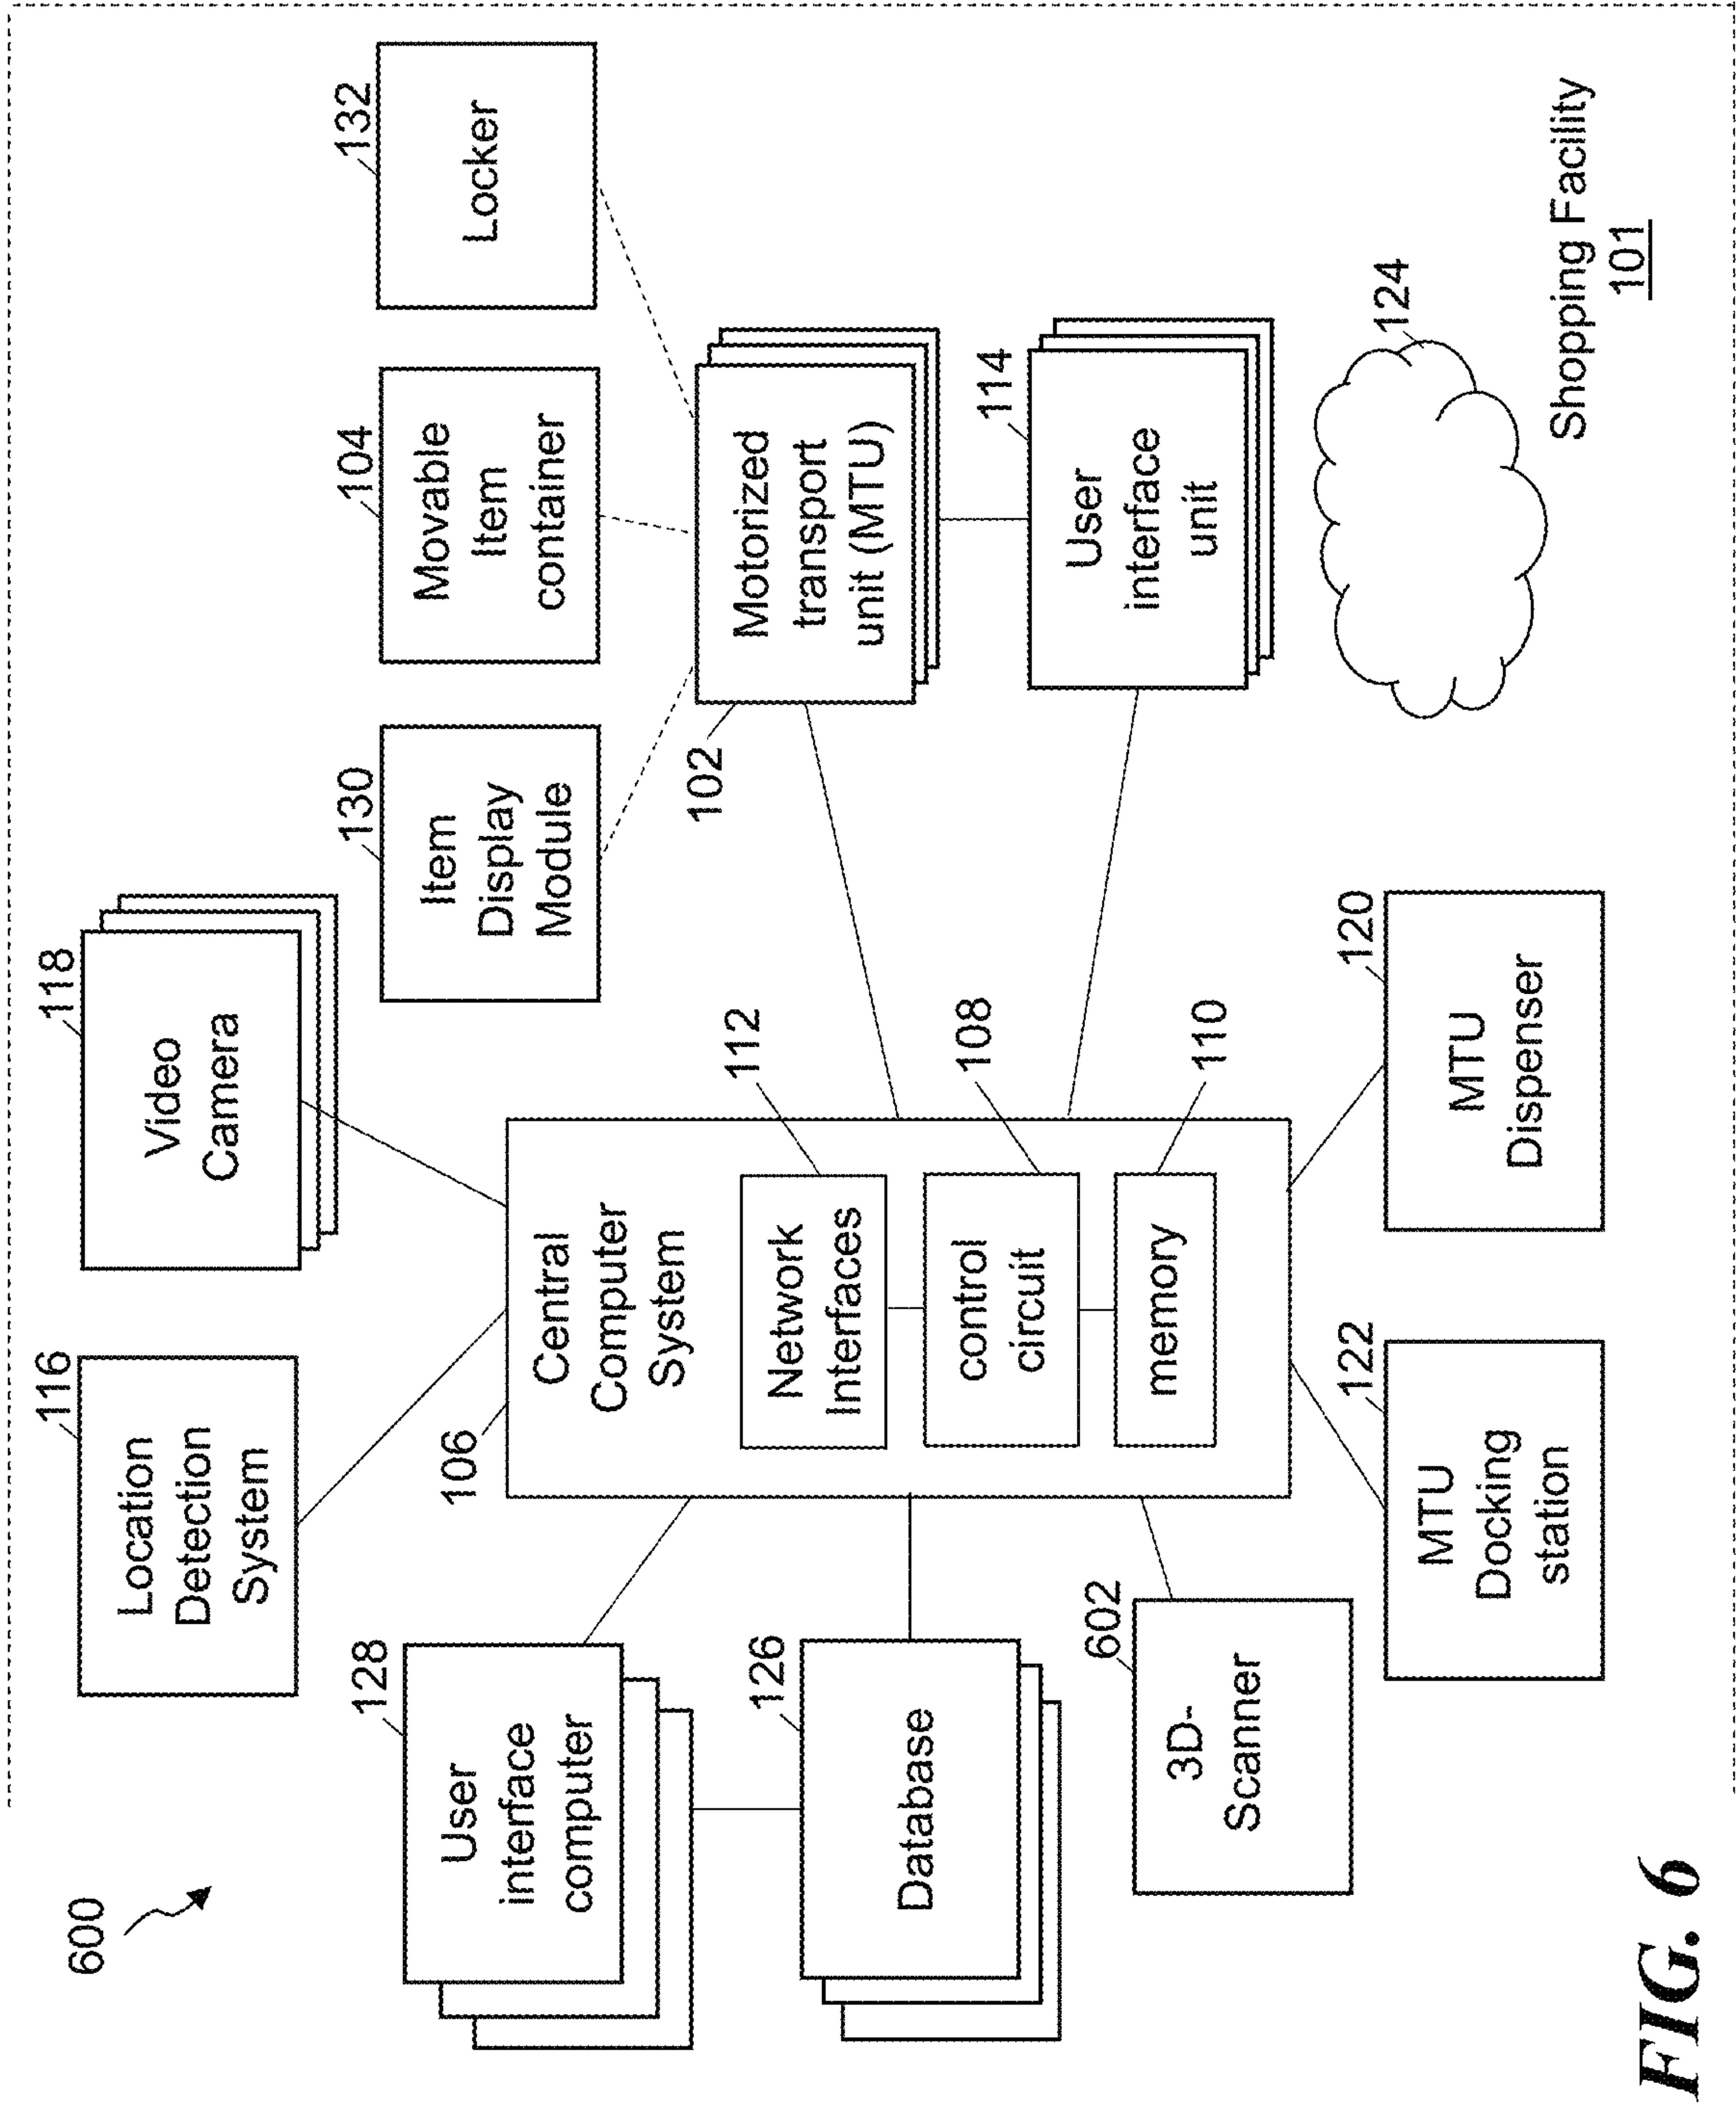 600
116
Location
Detection
System
118
Video
Camera
128
User
interface
computer
130
Item
Display
Module
104
Movable
Item
container
132
Locker
106
Central
Computer
System
112
Network
Interfaces
108
control
circuit
110
memory
102
Motorized
transport
unit (MTU)
126
Database
114
User
interface
unit
602
3D-
Scanner
122
MTU
Docking
station
120
MTU
Dispenser
124
Shopping Facility
101
FIG. 6